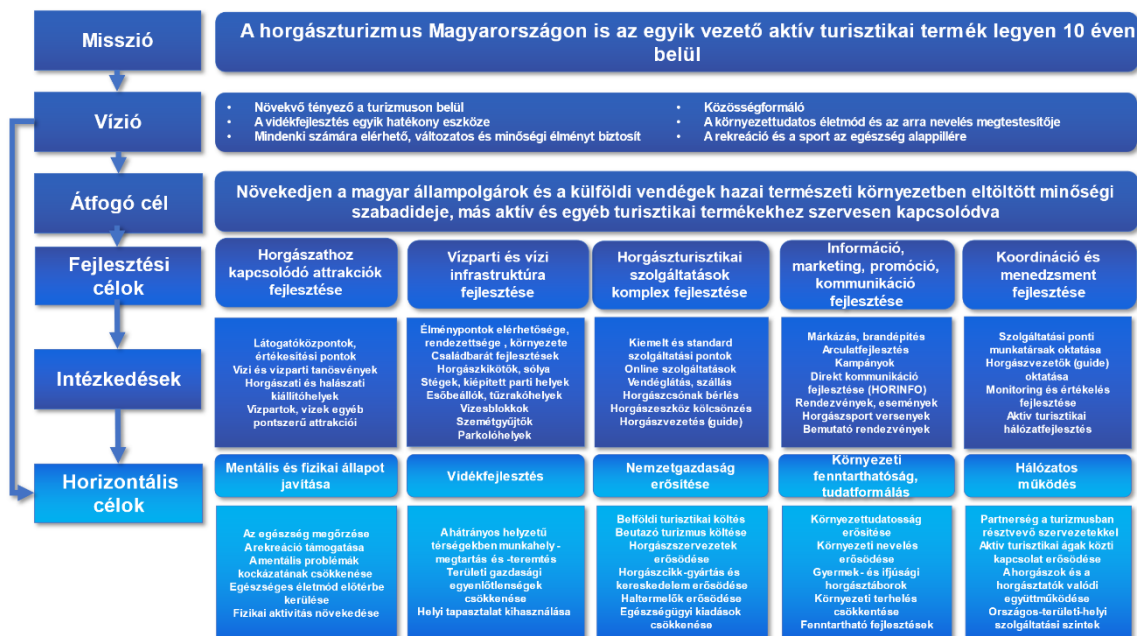 Misszió
A horgászturizmus Magyarországon is az egyik vezető aktív turisztikai termék legyen 10 éven
belül
Vízió
• Növekvő tényező a turizmuson belül
• A vidékfejlesztés egyik hatékony eszköze
• Mindenki számára elérhető, változatos és minőségi élményt biztosít
• Közösségformáló
• A környezettudatos életmód és az arra nevelés megtestesítője
• A rekreáció és a sport az egészség alappillére
Átfogó cél
Növekedjen a magyar állampolgárok és a külföldi vendégek hazai természeti környezetben eltöltött minőségi
szabadideje, más aktív és egyéb turisztikai termékekhez szervesen kapcsolódva
Fejlesztési
célok
Horgászathoz
kapcsolódó attrakciók
fejlesztése
Vízparti és vízi
infrastruktúra
fejlesztése
Horgászturisztikai
szolgáltatások
komplex fejlesztése
Információ,
marketing, promóció,
kommunikáció
fejlesztése
Koordináció és
menedzsment
fejlesztése
Intézkedések
Látogatóközpontok,
értékesítési pontok
Vízi és vízparti tanösvények
Horgászati és halászati
kiállítóhelyek
Vízpartok, vizek egyéb
pontszerű attrakciói
Élménypontok elérhetősége,
rendezettsége , környezete
Családbarát fejlesztések
Horgászkikötők, sólya
Stégek, kiépített parti helyek
Esőbeállók, tűzrakóhelyek
Vizesblokkok
Szemétgyűjtők
Parkolóhelyek
Kiemelt és standard
szolgáltatási pontok
Online szolgáltatások
Vendéglátás, szállás
Horgászcsónak bérlés
Horgászeszköz kölcsönzés
Horgászvezetés (guide)
Márkázás, brandépítés
Arculatfejlesztés
Kampányok
Direkt kommunikáció
fejlesztése (HORINFO)
Rendezvények, események
Horgászsport versenyek
Bemutató rendezvények
Szolgáltatási ponti
munkatársak oktatása
Horgászvezetők (guide)
oktatása
Monitoring és értékelés
fejlesztése
Aktív turisztikai
hálózatfejlesztés
Horizontális
célok
Mentális és fizikai állapot
javítása
Vidékfejlesztés
Nemzetgazdaság
erősítése
Környezeti
fenntarthatóság,
tudatformálás
Hálózatos
működés
Az egészség megőrzése
Arekreáció támogatása
Amentális problémák
kockázatának csökkenése
Egészséges életmód előtérbe
kerülése
Fizikai aktivitás növekedése
Ahátrányos helyzetű
térségekben munkahely -
megtartás és -teremtés
Területi gazdasági
egyenlőtlenségek
csökkenése
Helyi tapasztalat kihasználása
Belföldi turisztikai költés
Beutazó turizmus költése
Horgászszervezetek
erősödése
Horgászcikk-gyártás és
kereskedelem erősödése
Haltermelők erősödése
Egészségügyi kiadások
csökkenése
Környezettudatosság
erősítése
Környezeti nevelés
erősödése
Gyermek- és ifjúsági
horgásztáborok
Környezeti terhelés
csökkentése
Fenntartható fejlesztések
Partnerség a turizmusban
résztvevő szervezetekkel
Aktív turisztikai ágak közti
kapcsolat erősödése
Ahorgászok és a
horgásztatók valódi
együttműködése
Országos-területi-helyi
szolgáltatási szintek